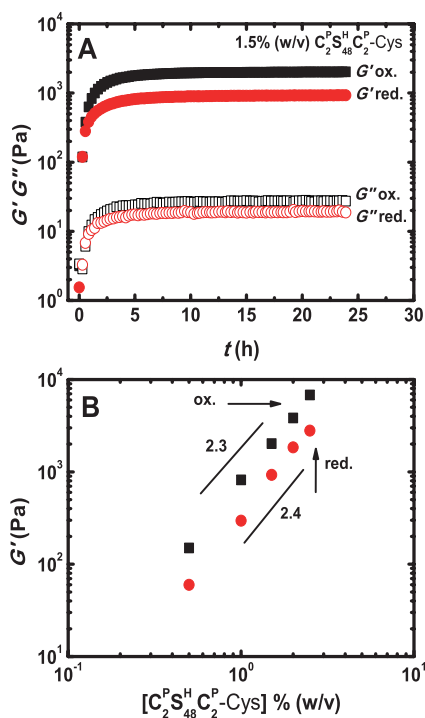 A
1.5% (w/v) C₂ᴾS₄₈ᴴC₂ᴾ-Cys
G' ox.
G' red.
G'' ox.
G'' red.
10⁴
10³
10²
10¹
10⁰
G' G'' (Pa)
0 5 10 15 20 25 30
t (h)
B
ox.
2.3
red.
2.4
10⁴
10³
10²
10¹
G' (Pa)
10⁻¹ 10⁰ 10¹
[C₂ᴾS₄₈ᴴC₂ᴾ-Cys] % (w/v)